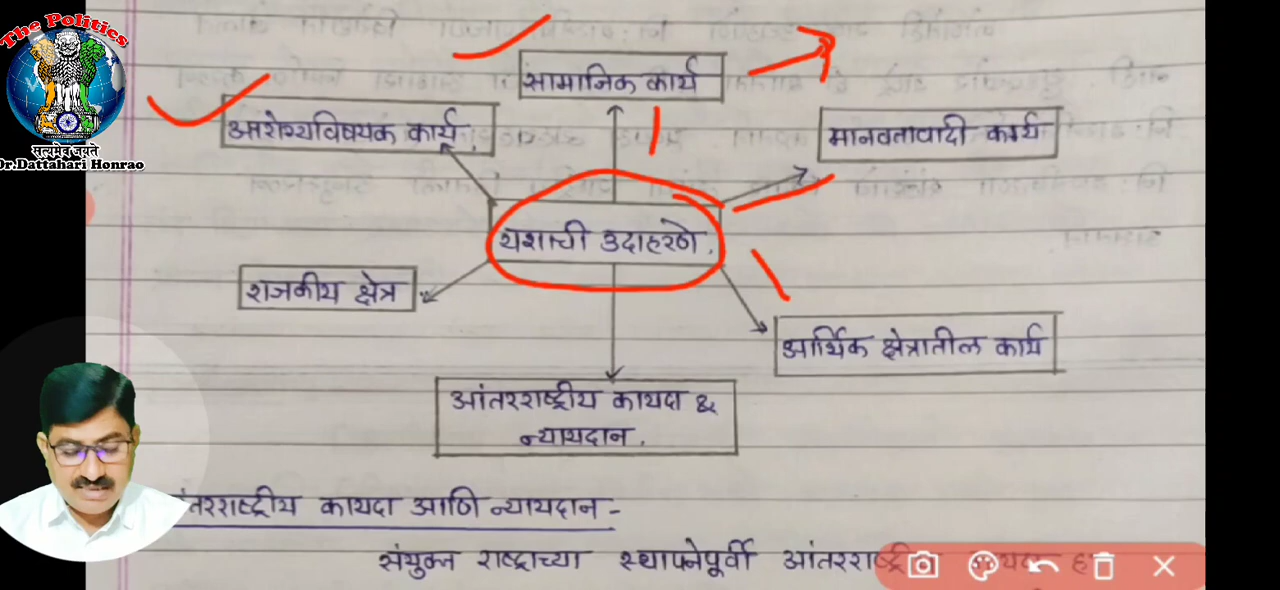 The Politics
सत्यमेव जयते
Dr.Dattahari Honrao
सामाजिक कार्य
आरोग्यविषयक कार्य.
मानवतावादी कार्य
यशाची उदाहरणे.
राजकीय क्षेत्र
आर्थिक क्षेत्रातील कार्य
आंतरराष्ट्रीय कायदा &
न्यायदान.
तरराष्ट्रीय कायदा आणि न्यायदान -
संयुक्त राष्ट्राच्या स्थापनेपूर्वी